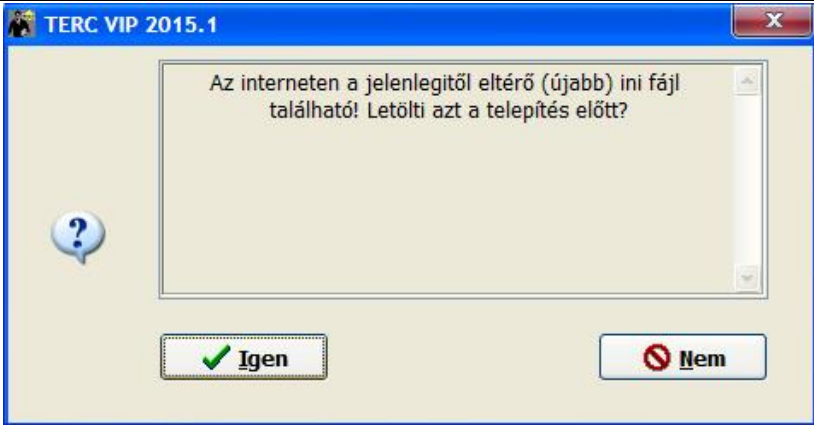 TERC VIP 2015.1
Az interneten a jelenlegitől eltérő (újabb) ini fájl
található! Letölti azt a telepítés előtt?
Igen
Nem